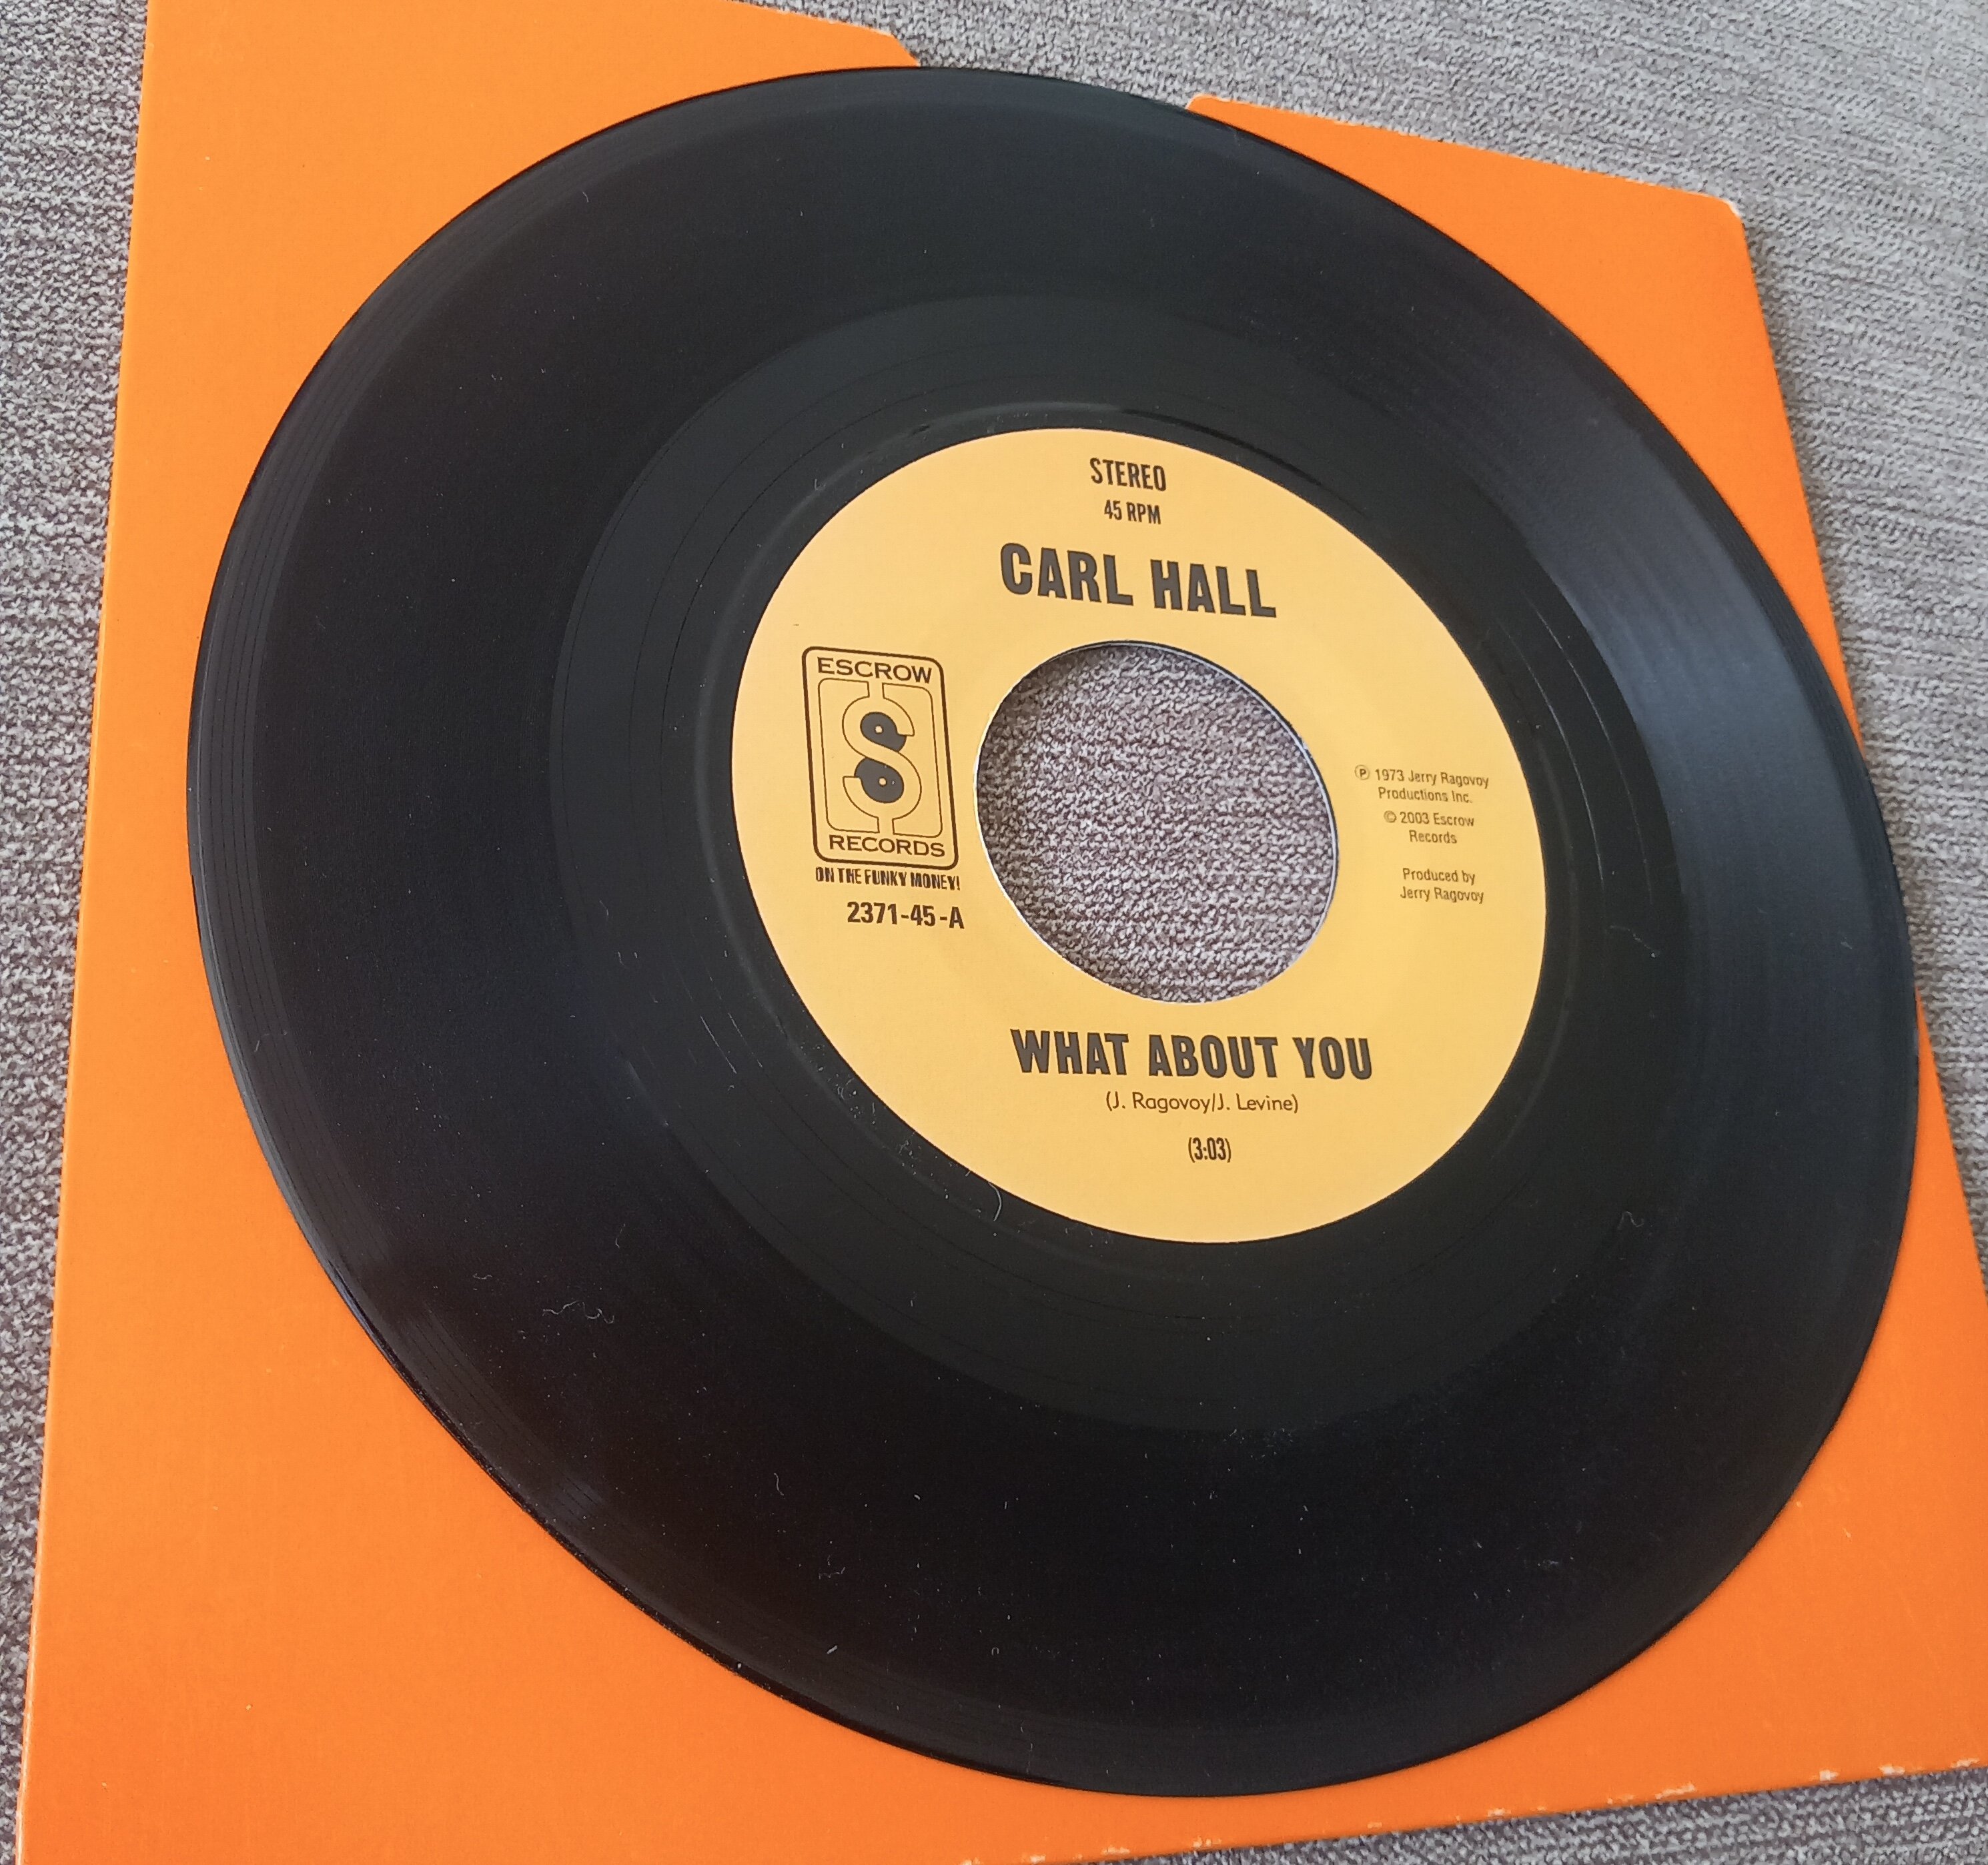 STEREO
45 RPM
CARL HALL
ESCROW
RECORDS
ON THE FUNKY MONEY!
2371-45-A
℗ 1973 Jerry Ragovoy
Productions Inc.
© 2003 Escrow
Records
Produced by
Jerry Ragovoy
WHAT ABOUT YOU
(J. Ragovoy/J. Levine)
(3:03)